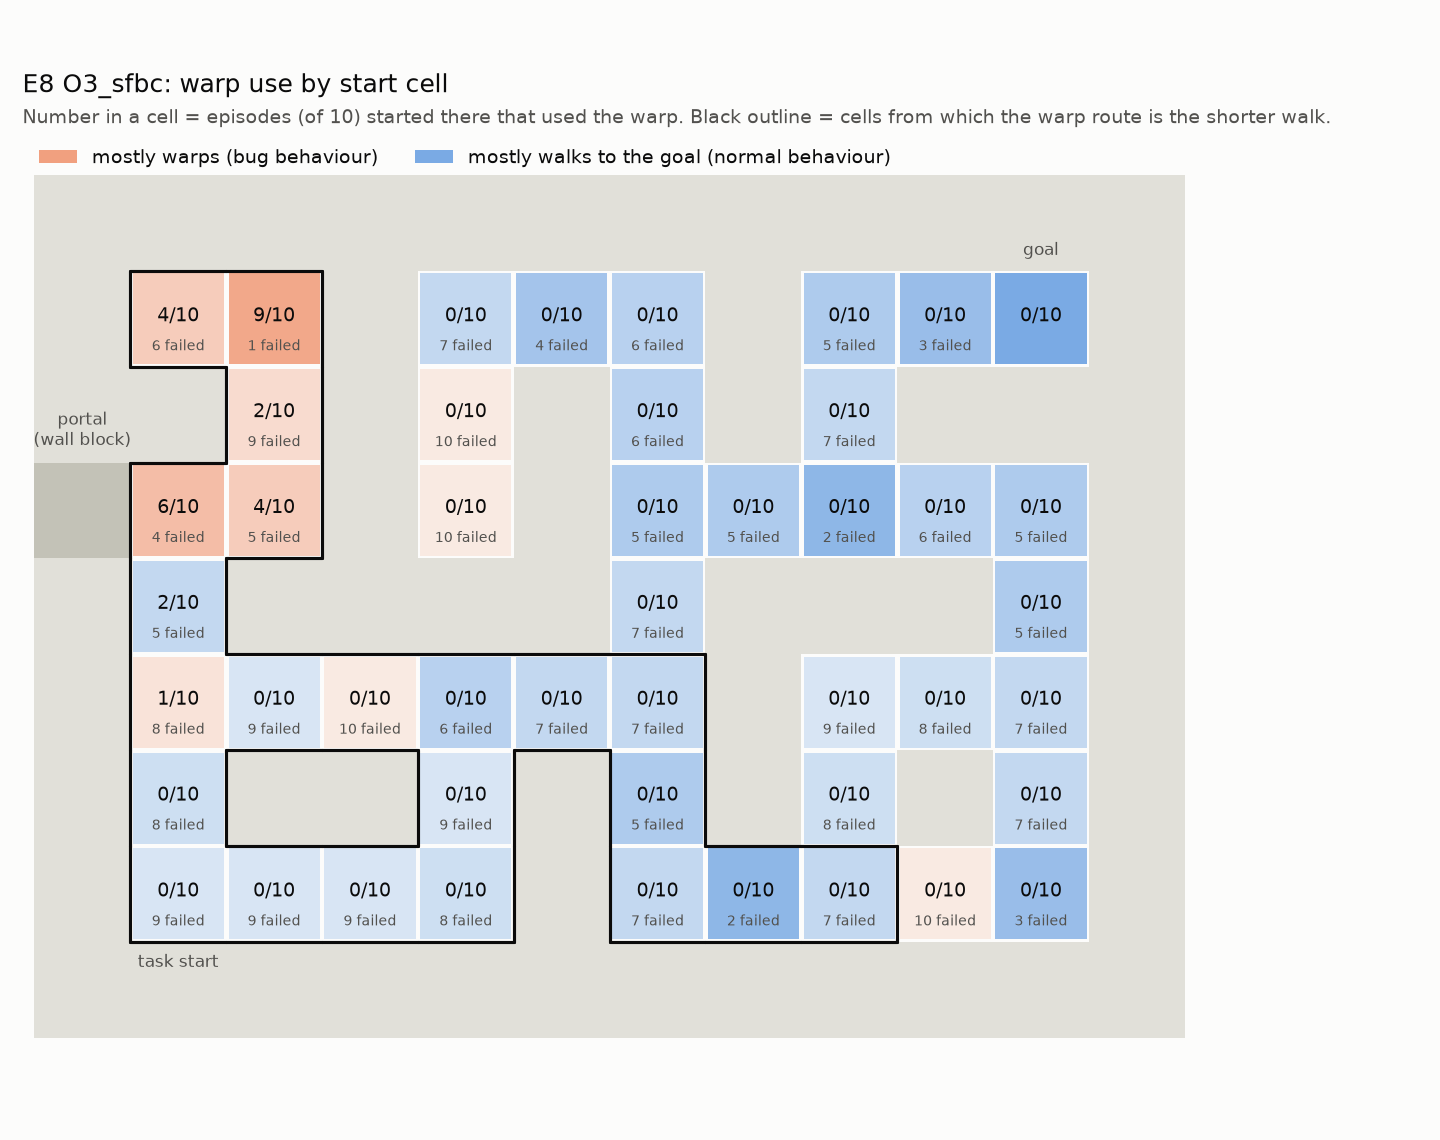 E8 O3_sfbc: warp use by start cell
Number in a cell = episodes (of 10) started there that used the warp. Black outline = cells from which the warp route is the shorter walk.
mostly warps (bug behaviour) mostly walks to the goal (normal behaviour)
goal
4/10 9/10 0/10 0/10 0/10 0/10 0/10 0/10
6 failed 1 failed 7 failed 4 failed 6 failed 5 failed 3 failed
2/10 0/10 0/10 0/10
9 failed 10 failed 6 failed 7 failed
portal
(wall block)
6/10 4/10 0/10 0/10 0/10 0/10 0/10 0/10
4 failed 5 failed 10 failed 5 failed 5 failed 2 failed 6 failed 5 failed
2/10 0/10 0/10
5 failed 7 failed 5 failed
1/10 0/10 0/10 0/10 0/10 0/10 0/10 0/10 0/10
8 failed 9 failed 10 failed 6 failed 7 failed 7 failed 9 failed 8 failed 7 failed
0/10 0/10 0/10 0/10 0/10
8 failed 9 failed 5 failed 8 failed 7 failed
0/10 0/10 0/10 0/10 0/10 0/10 0/10 0/10 0/10
9 failed 9 failed 9 failed 8 failed 7 failed 2 failed 7 failed 10 failed 3 failed
task start